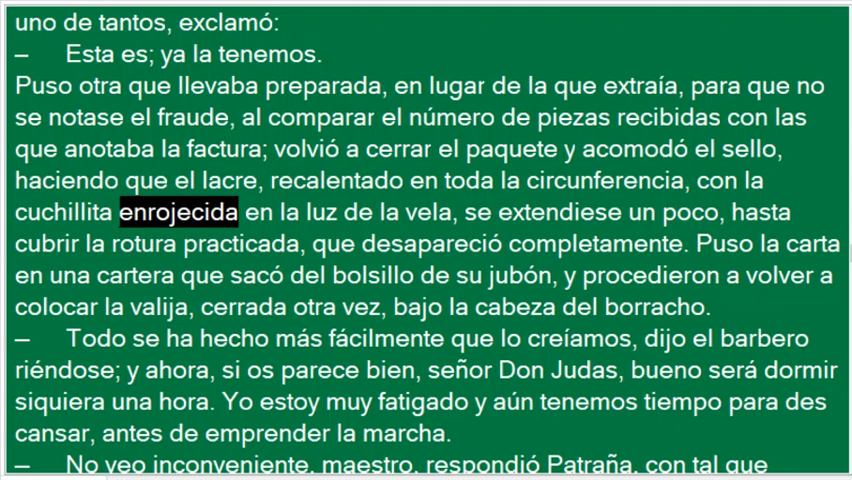 uno de tantos, exclamó:
– Esta es; ya la tenemos.
Puso otra que llevaba preparada, en lugar de la que extraía, para que no
se notase el fraude, al comparar el número de piezas recibidas con las
que anotaba la factura; volvió a cerrar el paquete y acomodó el sello,
haciendo que el lacre, recalentado en toda la circunferencia, con la
cuchillita enrojecida en la luz de la vela, se extendiese un poco, hasta
cubrir la rotura practicada, que desapareció completamente. Puso la carta
en una cartera que sacó del bolsillo de su jubón, y procedieron a volver a
colocar la valija, cerrada otra vez, bajo la cabeza del borracho.
– Todo se ha hecho más fácilmente que lo creíamos, dijo el barbero
riéndose; y ahora, si os parece bien, señor Don Judas, bueno será dormir
siquiera una hora. Yo estoy muy fatigado y aún tenemos tiempo para des
cansar, antes de emprender la marcha.
– No veo inconveniente, maestro, respondió Patraña, con tal que